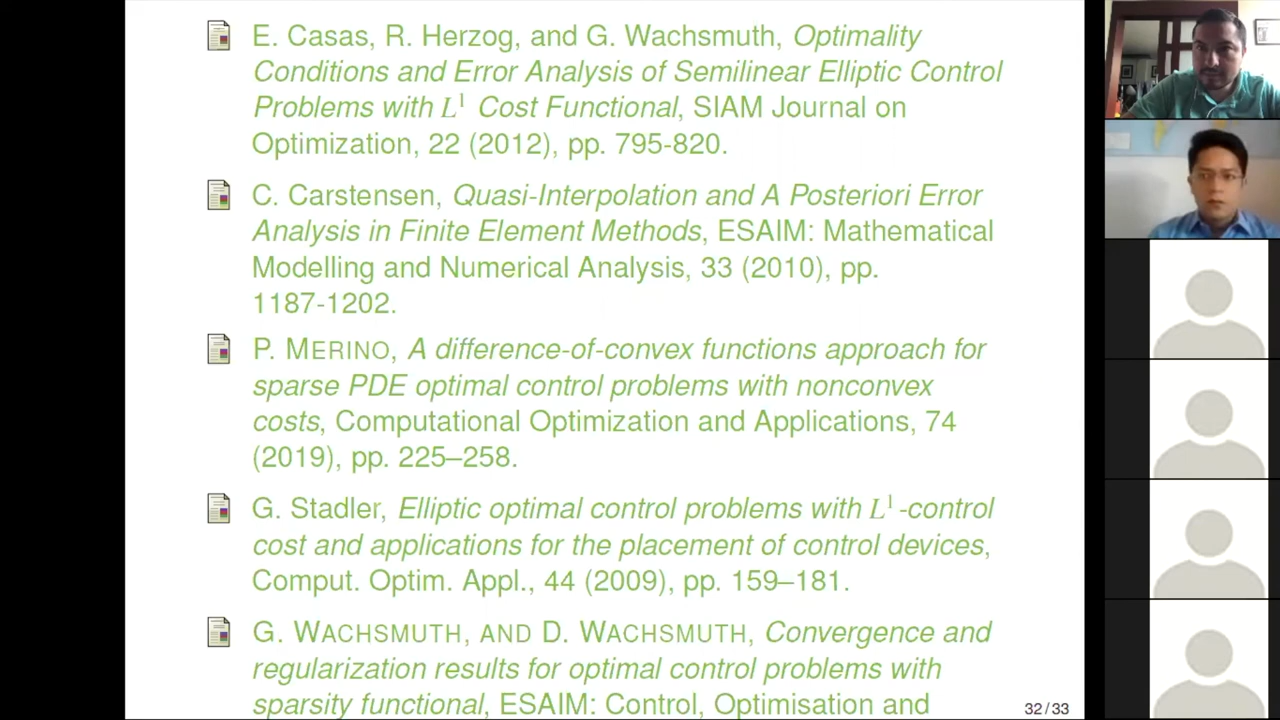 E. Casas, R. Herzog, and G. Wachsmuth, Optimality
Conditions and Error Analysis of Semilinear Elliptic Control
Problems with L¹ Cost Functional, SIAM Journal on
Optimization, 22 (2012), pp. 795-820.
C. Carstensen, Quasi-Interpolation and A Posteriori Error
Analysis in Finite Element Methods, ESAIM: Mathematical
Modelling and Numerical Analysis, 33 (2010), pp.
1187-1202.
P. MERINO, A difference-of-convex functions approach for
sparse PDE optimal control problems with nonconvex
costs, Computational Optimization and Applications, 74
(2019), pp. 225–258.
G. Stadler, Elliptic optimal control problems with L¹-control
cost and applications for the placement of control devices,
Comput. Optim. Appl., 44 (2009), pp. 159–181.
G. WACHSMUTH, AND D. WACHSMUTH, Convergence and
regularization results for optimal control problems with
sparsity functional, ESAIM: Control, Optimisation and
32/33